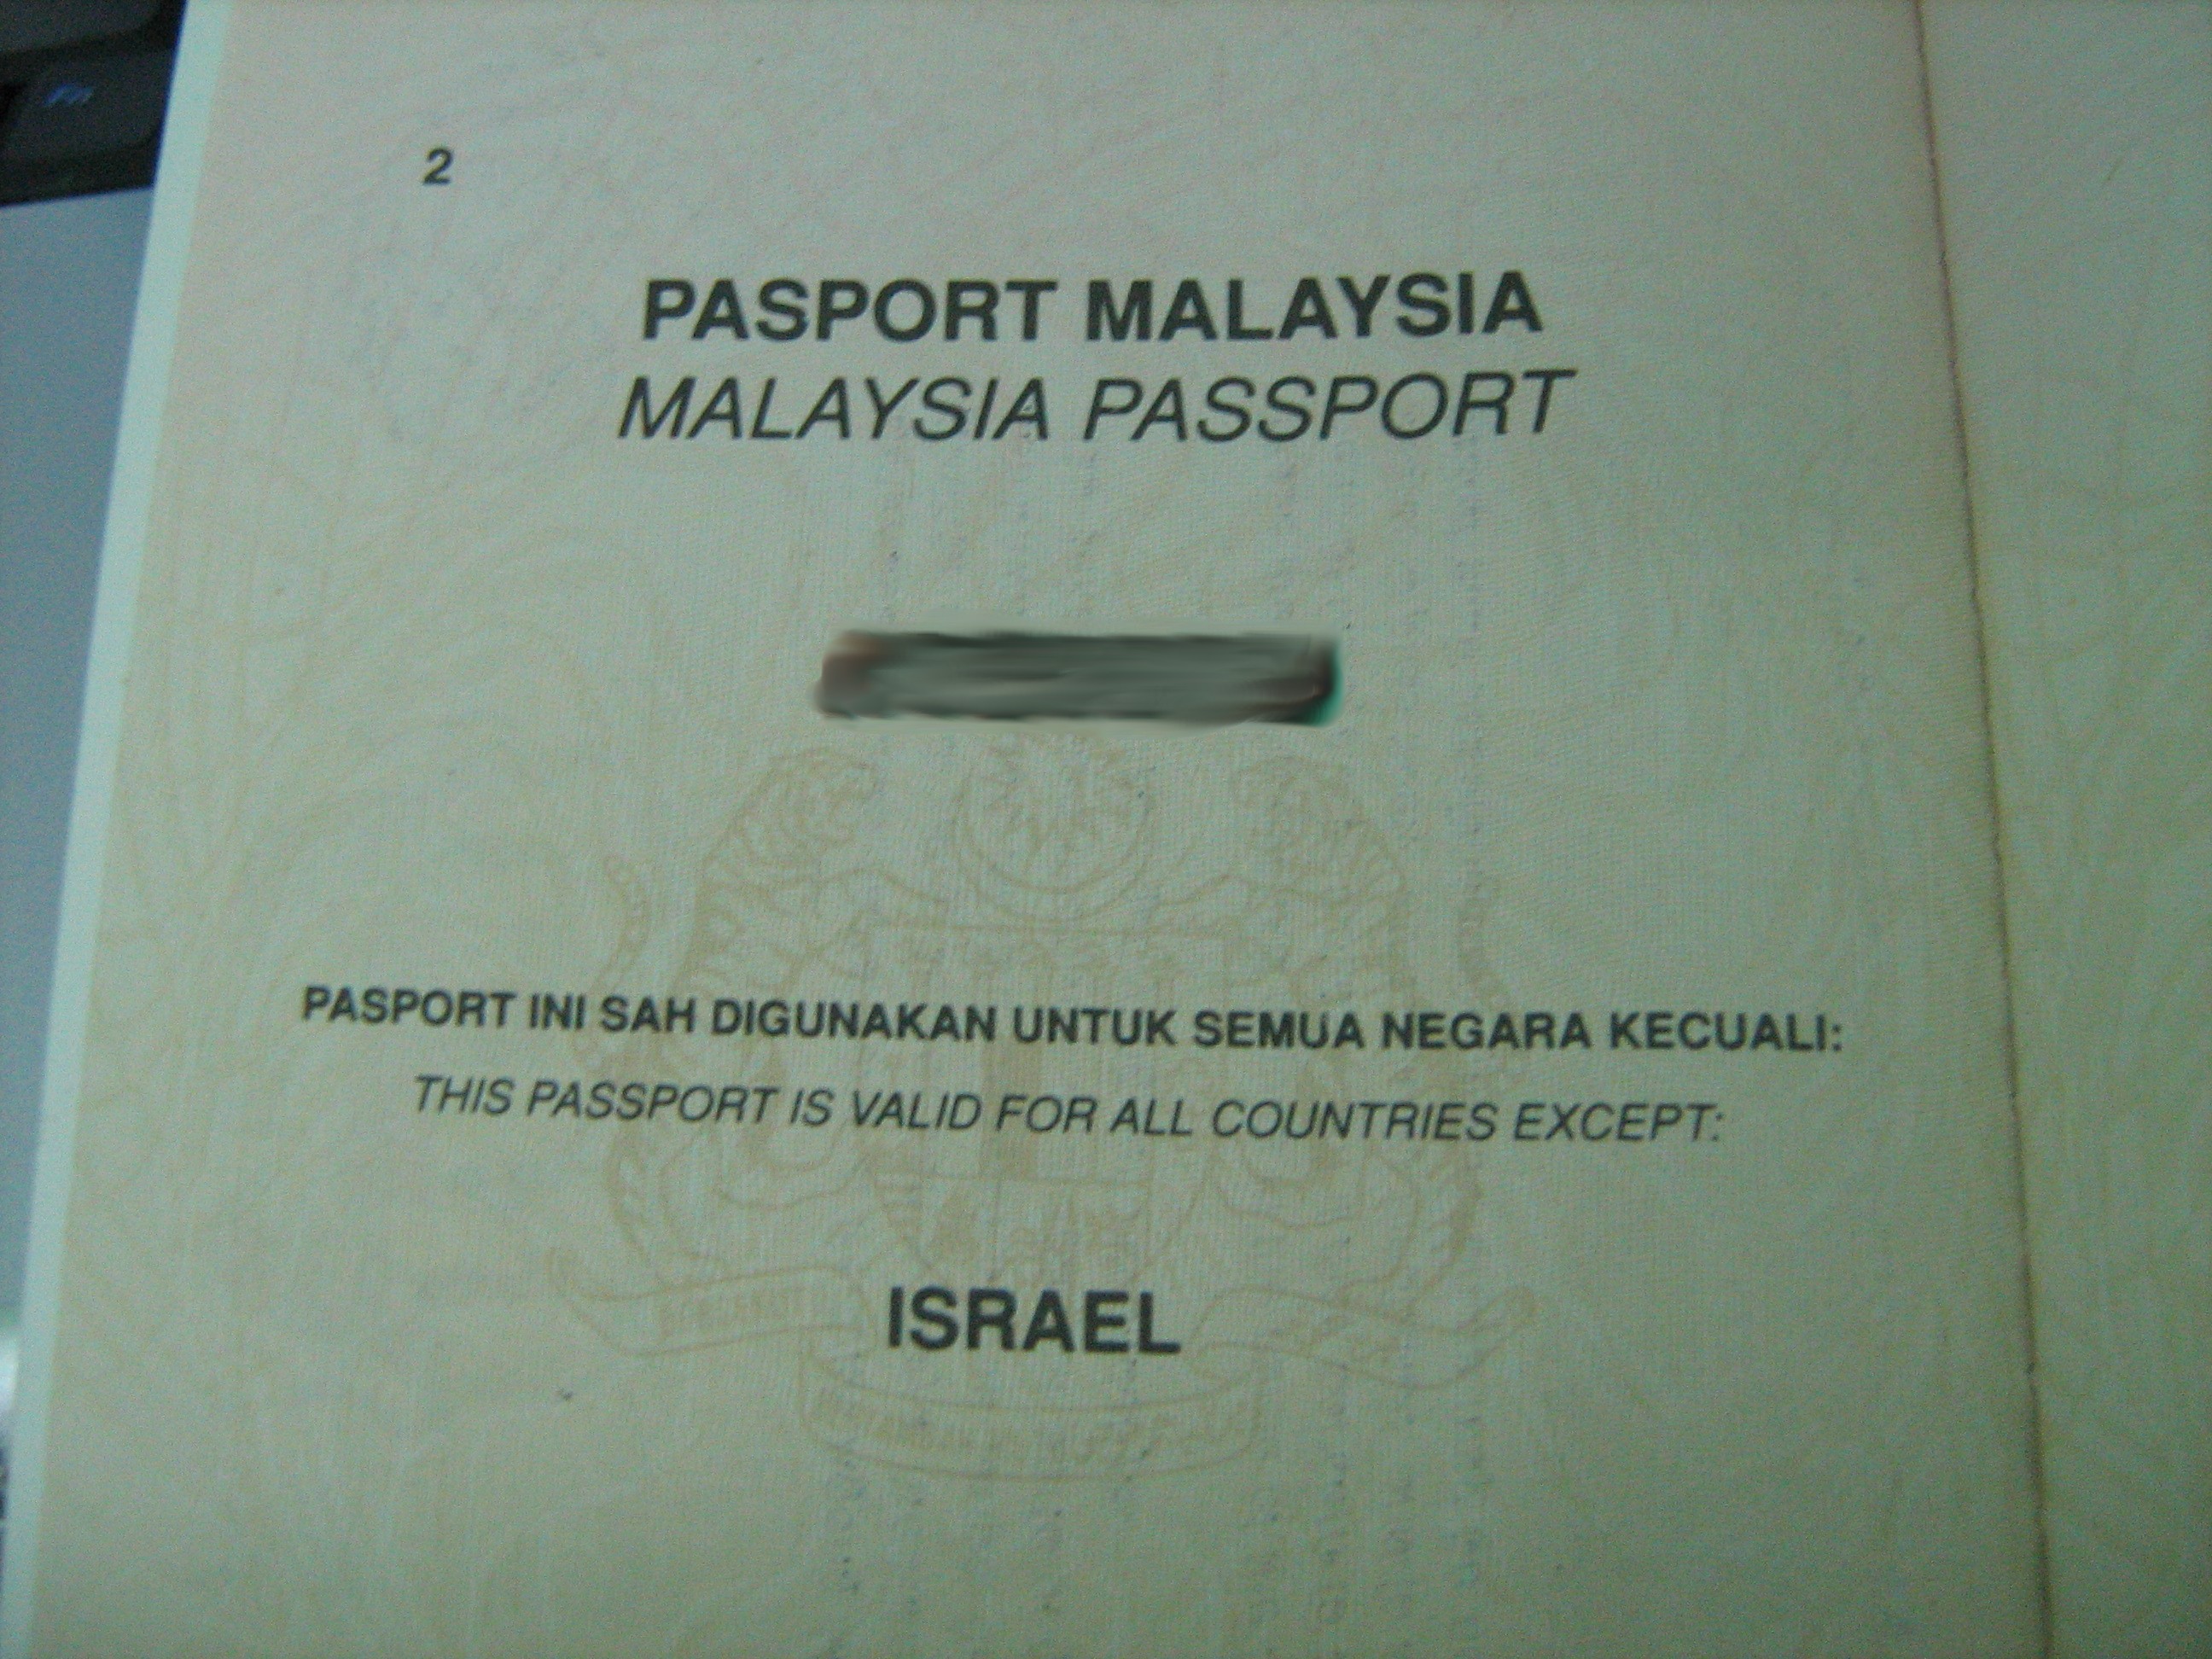 2
PASPORT MALAYSIA
MALAYSIA PASSPORT
PASPORT INI SAH DIGUNAKAN UNTUK SEMUA NEGARA KECUALI:
THIS PASSPORT IS VALID FOR ALL COUNTRIES EXCEPT:
ISRAEL